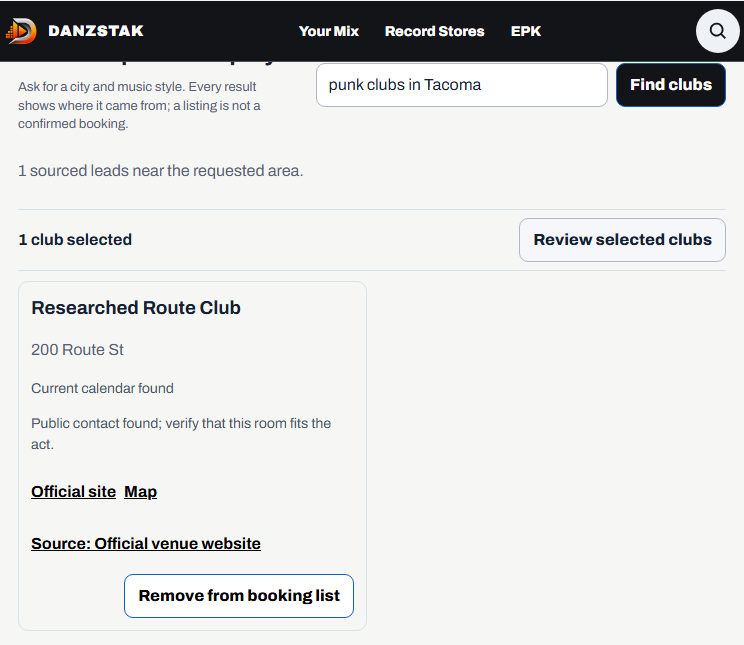 DANZSTAK
Your Mix
Record Stores
EPK
Ask for a city and music style. Every result
shows where it came from; a listing is not a
confirmed booking.
punk clubs in Tacoma
Find clubs
1 sourced leads near the requested area.
1 club selected
Review selected clubs
Researched Route Club
200 Route St
Current calendar found
Public contact found; verify that this room fits the
act.
Official site Map
Source: Official venue website
Remove from booking list